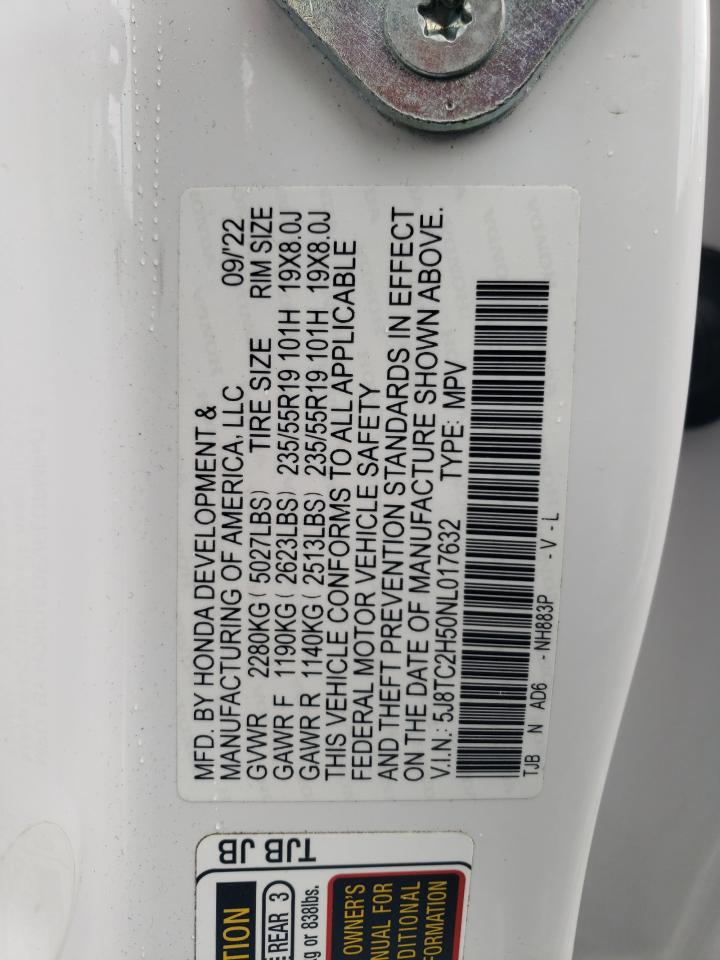 MFD. BY HONDA DEVELOPMENT &
MANUFACTURING OF AMERICA, LLC 09/'22
GVWR 2280KG ( 5027LBS) TIRE SIZE RIM SIZE
GAWR F 1190KG ( 2623LBS) 235/55R19 101H 19X8.0J
GAWR R 1140KG ( 2513LBS) 235/55R19 101H 19X8.0J
THIS VEHICLE CONFORMS TO ALL APPLICABLE
FEDERAL MOTOR VEHICLE SAFETY
AND THEFT PREVENTION STANDARDS IN EFFECT
ON THE DATE OF MANUFACTURE SHOWN ABOVE.
V.I.N.: 5J8TC2H50NL017632 TYPE: MPV
TJB N AD6 -NH883P - V - L
TJB JB
TION
REAR 3
or 838lbs.
OWNER'S
NUAL FOR
DITIONAL
FORMATION